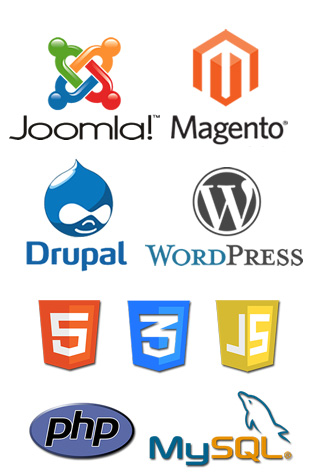 Joomla!™
Magento®
Drupal
WORDPRESS
5
3
JS
php
MySQL®